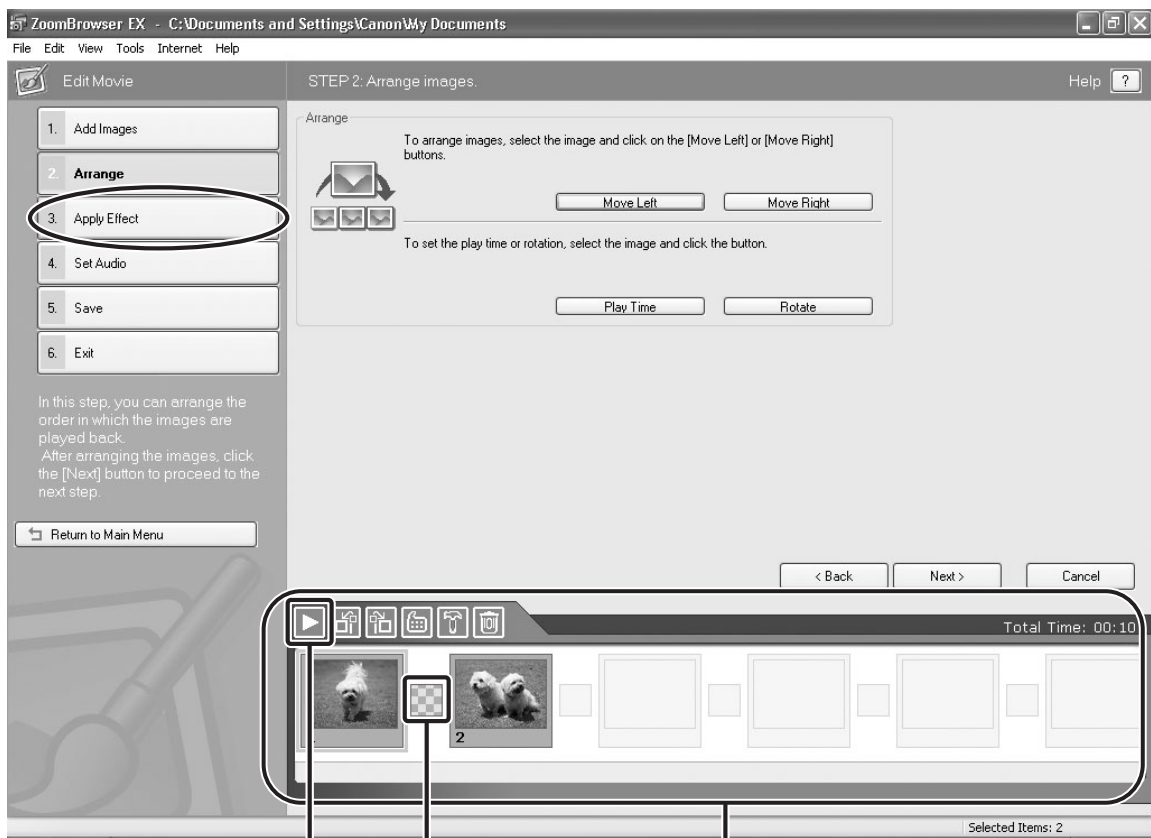 ZoomBrowser EX - C:\Documents and Settings\Canon\My Documents
File Edit View Tools Internet Help
Edit Movie
STEP 2: Arrange images.
Help ?
1. Add Images
2. Arrange
3. Apply Effect
4. Set Audio
5. Save
6. Exit
In this step, you can arrange the
order in which the images are
played back.
After arranging the images, click
the [Next] button to proceed to the
next step.
Return to Main Menu
Arrange
To arrange images, select the image and click on the [Move Left] or [Move Right]
buttons.
Move Left Move Right
To set the play time or rotation, select the image and click the button.
Play Time Rotate
< Back Next > Cancel
Total Time: 00:10
2
Selected Items: 2